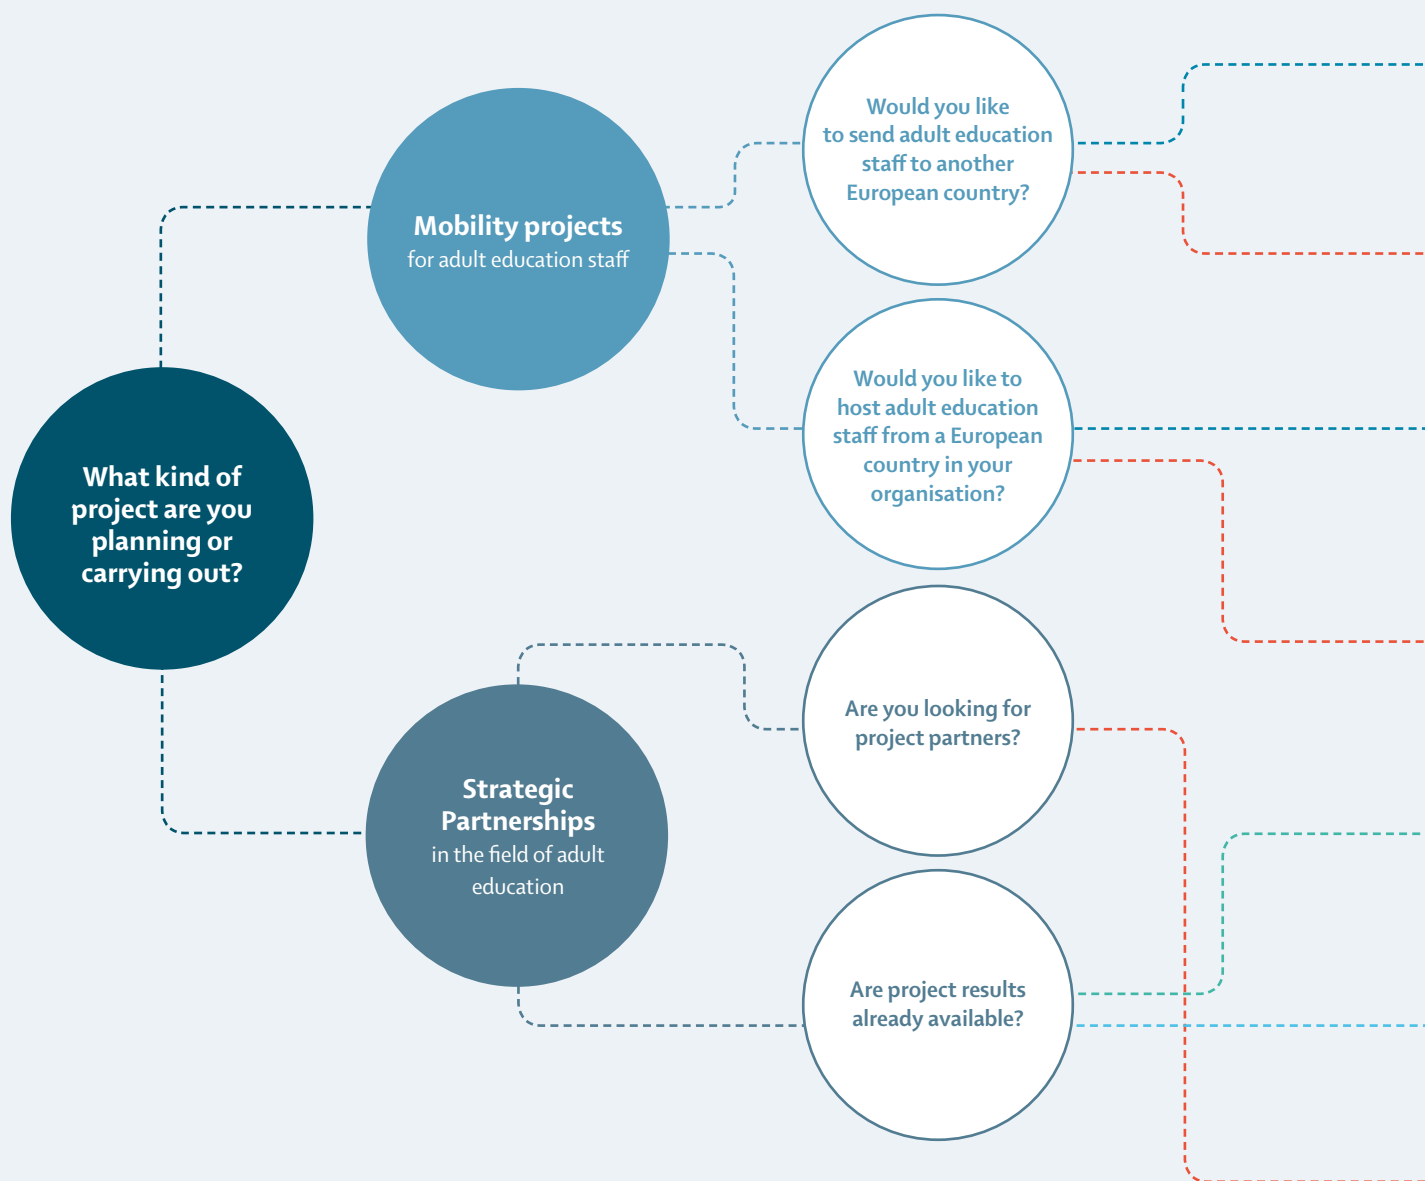 What kind of
project are you
planning or
carrying out?
Mobility projects
for adult education staff
Would you like
to send adult education
staff to another
European country?
Would you like to
host adult education
staff from a European
country in your
organisation?
Strategic
Partnerships
in the field of adult
education
Are you looking for
project partners?
Are project results
already available?